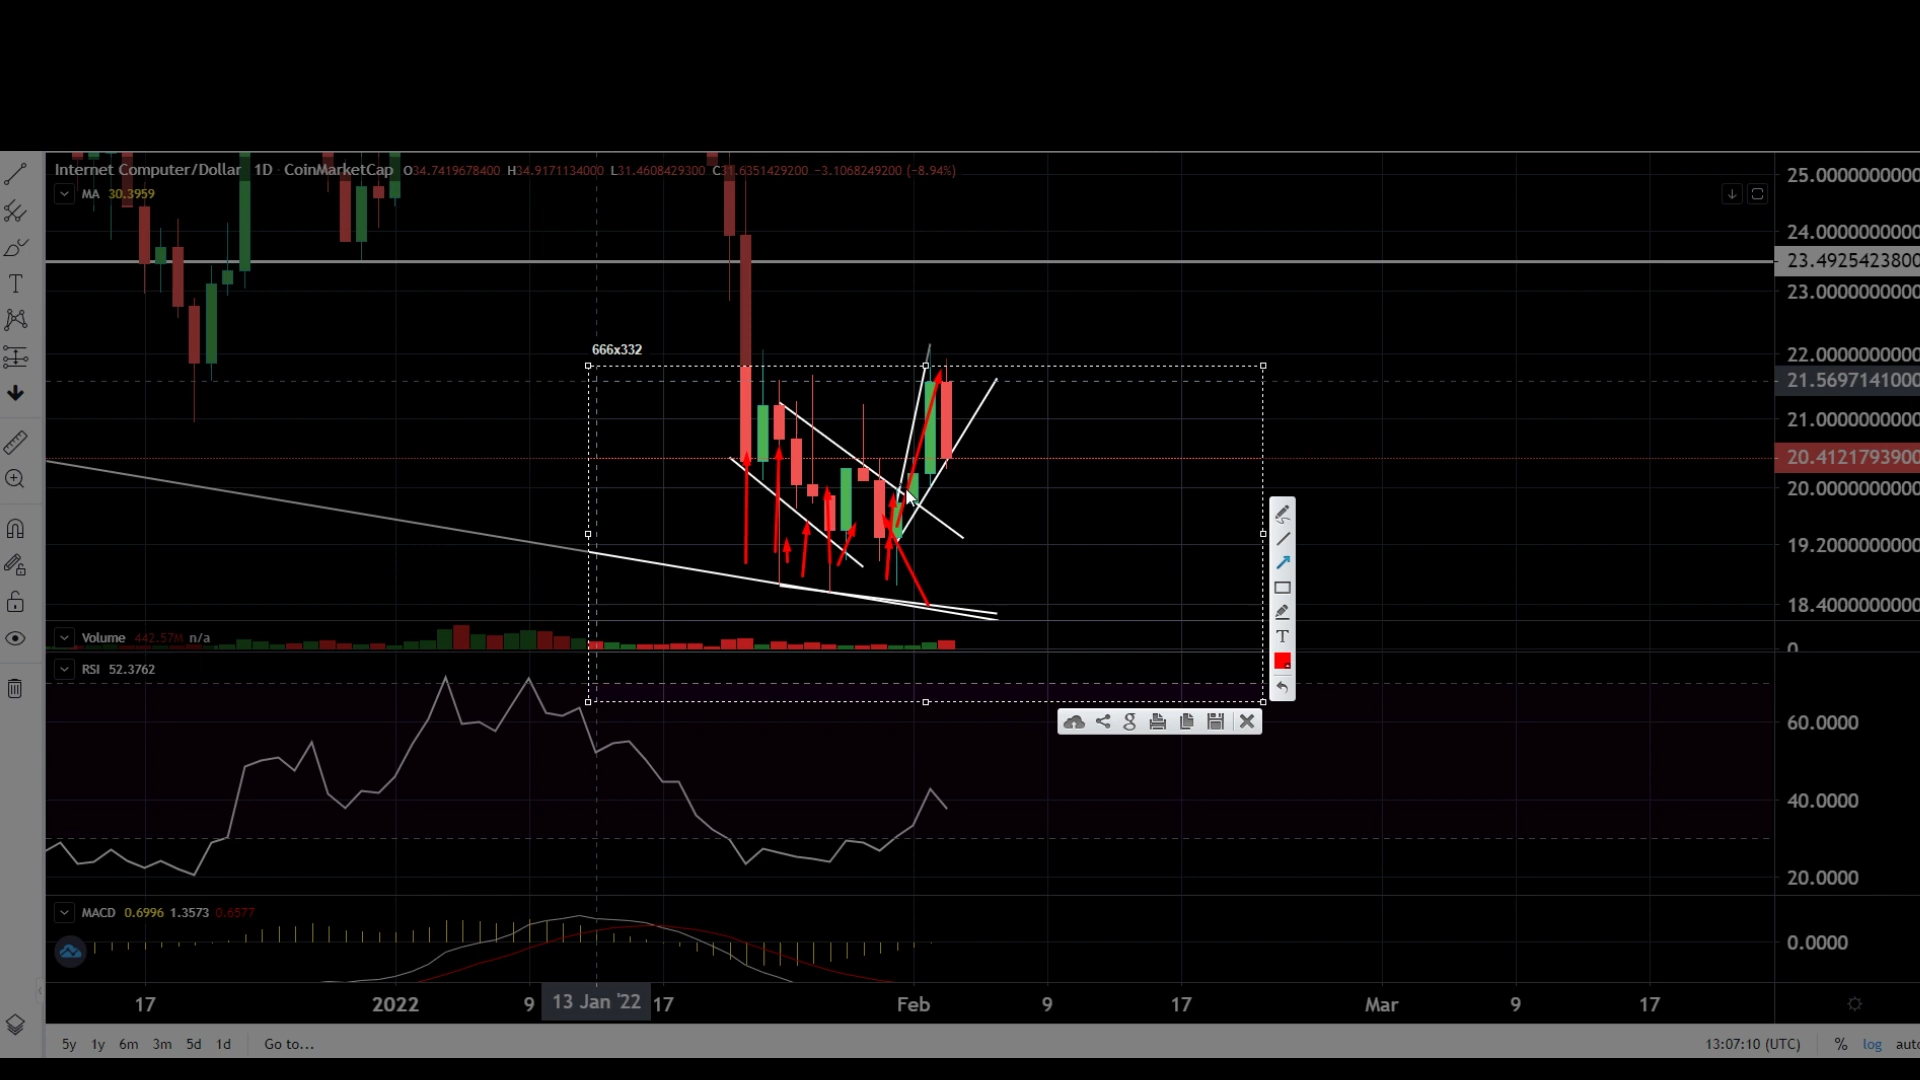 Internet Computer/Dollar 1D CoinMarketCap O34.7419678400 H34.9171134000 L31.4608429300 C31.6351429200 −3.1068249200 (−8.94%)
MA 30.3959
25.0000000000
24.0000000000
23.4925423800
23.0000000000
666x332
22.0000000000
21.5697141000
21.0000000000
20.4121793900
20.0000000000
19.2000000000
18.4000000000
T
T
Volume 442.57M n/a
0
RSI 52.3762
60.0000
40.0000
20.0000
MACD 0.6996 1.3573 0.6577
0.0000
17 2022 9 13 Jan '22 17 Feb 9 17 Mar 9 17
5y 1y 6m 3m 5d 1d Go to... 13:07:10 (UTC) % log auto